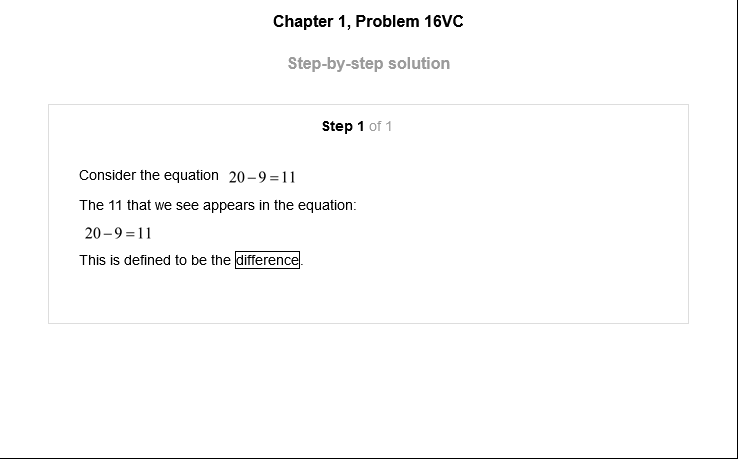 Chapter 1, Problem 16VC
Step-by-step solution
Step 1 of 1
Consider the equation 20−9=11
The 11 that we see appears in the equation:
20−9=11
This is defined to be the difference.